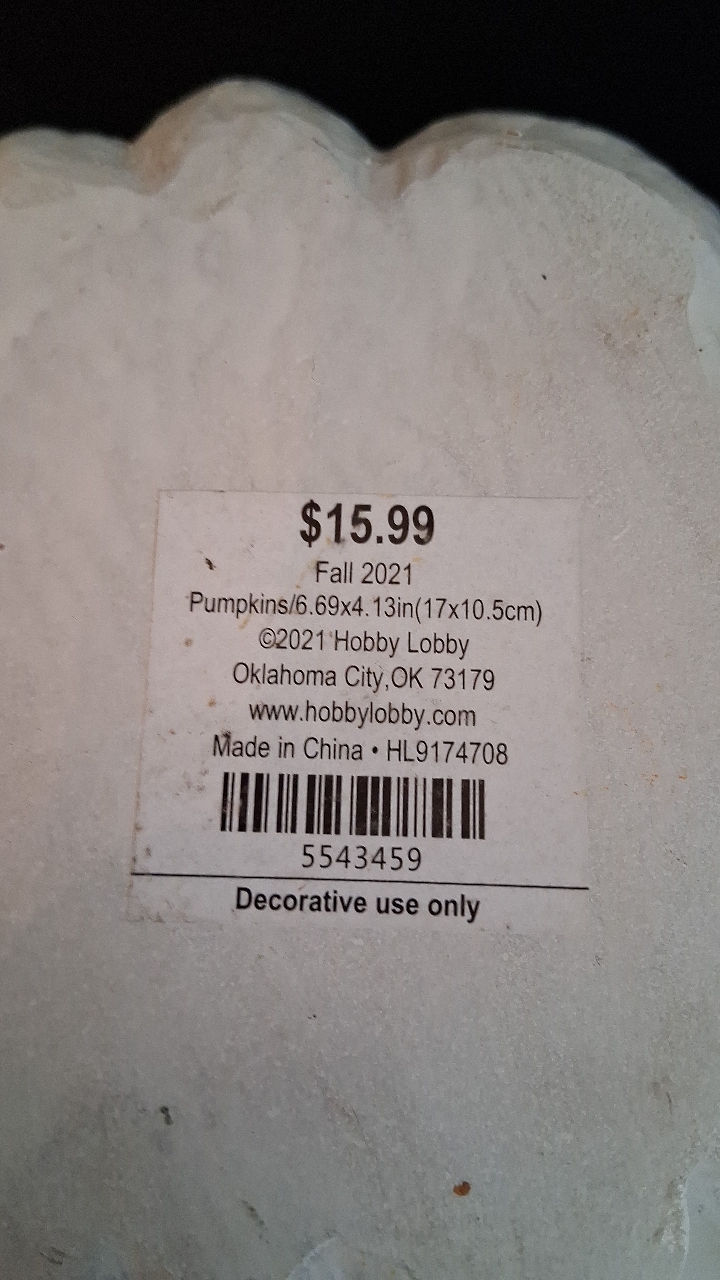 $15.99
Fall 2021
Pumpkins/6.69x4.13in(17x10.5cm)
©2021 Hobby Lobby
Oklahoma City,OK 73179
www.hobbylobby.com
Made in China • HL9174708
5543459
Decorative use only